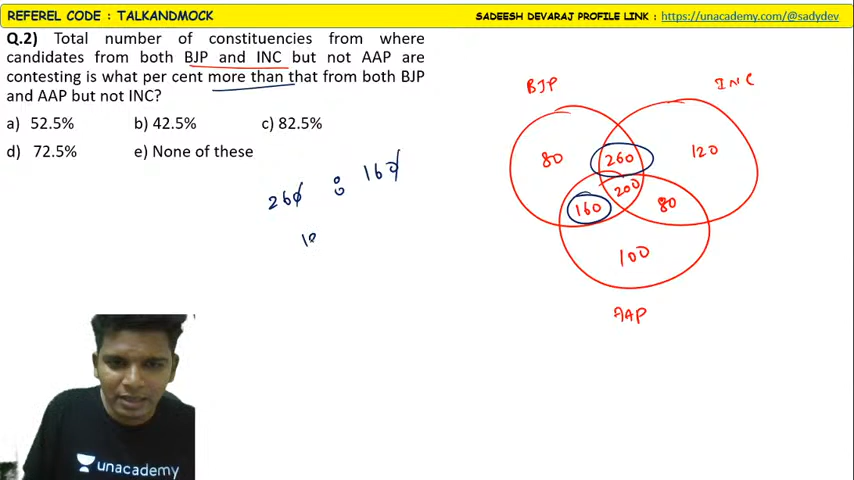 REFEREL CODE : TALKANDMOCK
SADEESH DEVARAJ PROFILE LINK : https://unacademy.com/@sadydev
Q.2) Total number of constituencies from where
candidates from both BJP and INC but not AAP are
contesting is what per cent more than that from both BJP
and AAP but not INC?
a) 52.5% b) 42.5% c) 82.5%
d) 72.5% e) None of these
260 : 160
18
BJP
INC
80
260
120
200
160
80
100
AAP
unacademy